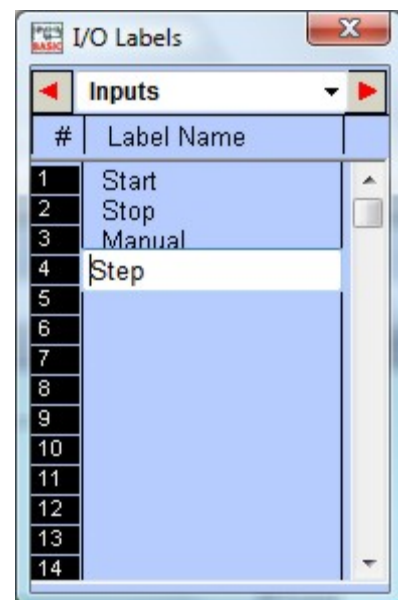 BASIC I/O Labels X
Inputs
# Label Name
1 Start
2 Stop
3 Manual
4 Step
5
6
7
8
9
10
11
12
13
14